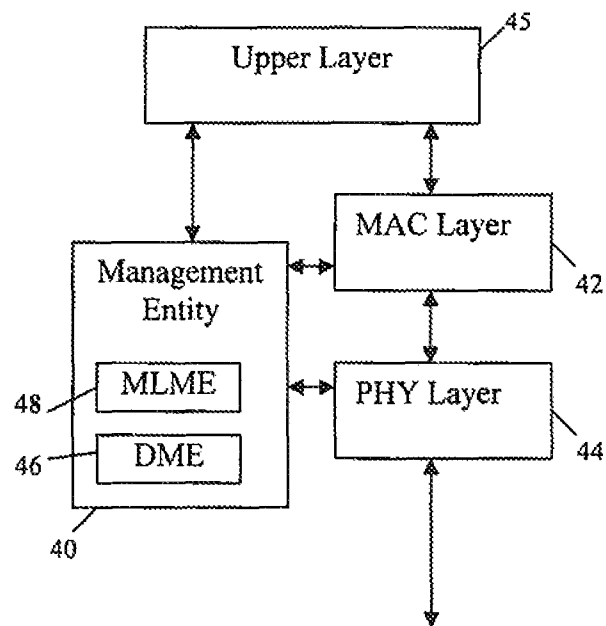 45
Upper Layer
MAC Layer
42
Management
Entity
PHY Layer
48
MLME
44
46
DME
40